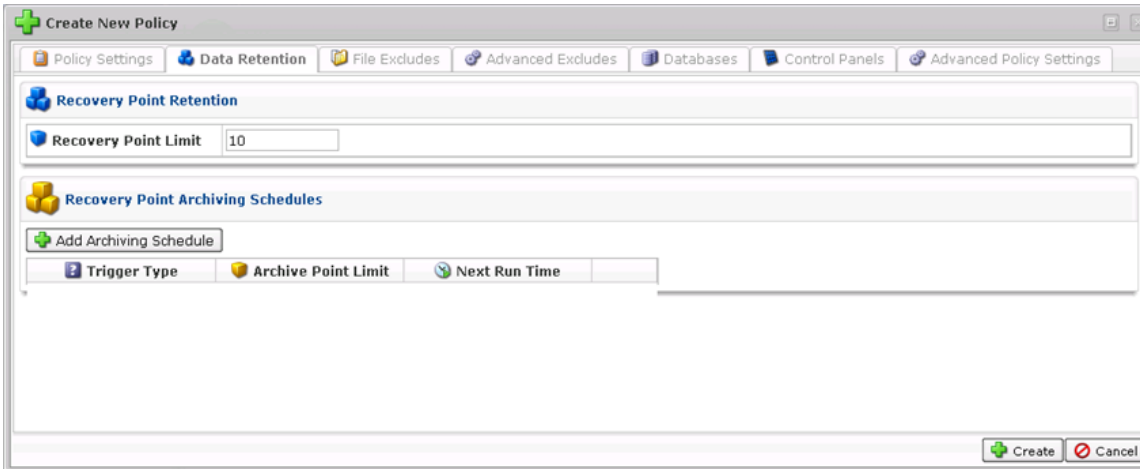 Create New Policy
Policy Settings Data Retention File Excludes Advanced Excludes Databases Control Panels Advanced Policy Settings
Recovery Point Retention
Recovery Point Limit 10
Recovery Point Archiving Schedules
Add Archiving Schedule
Trigger Type Archive Point Limit Next Run Time
Create Cancel